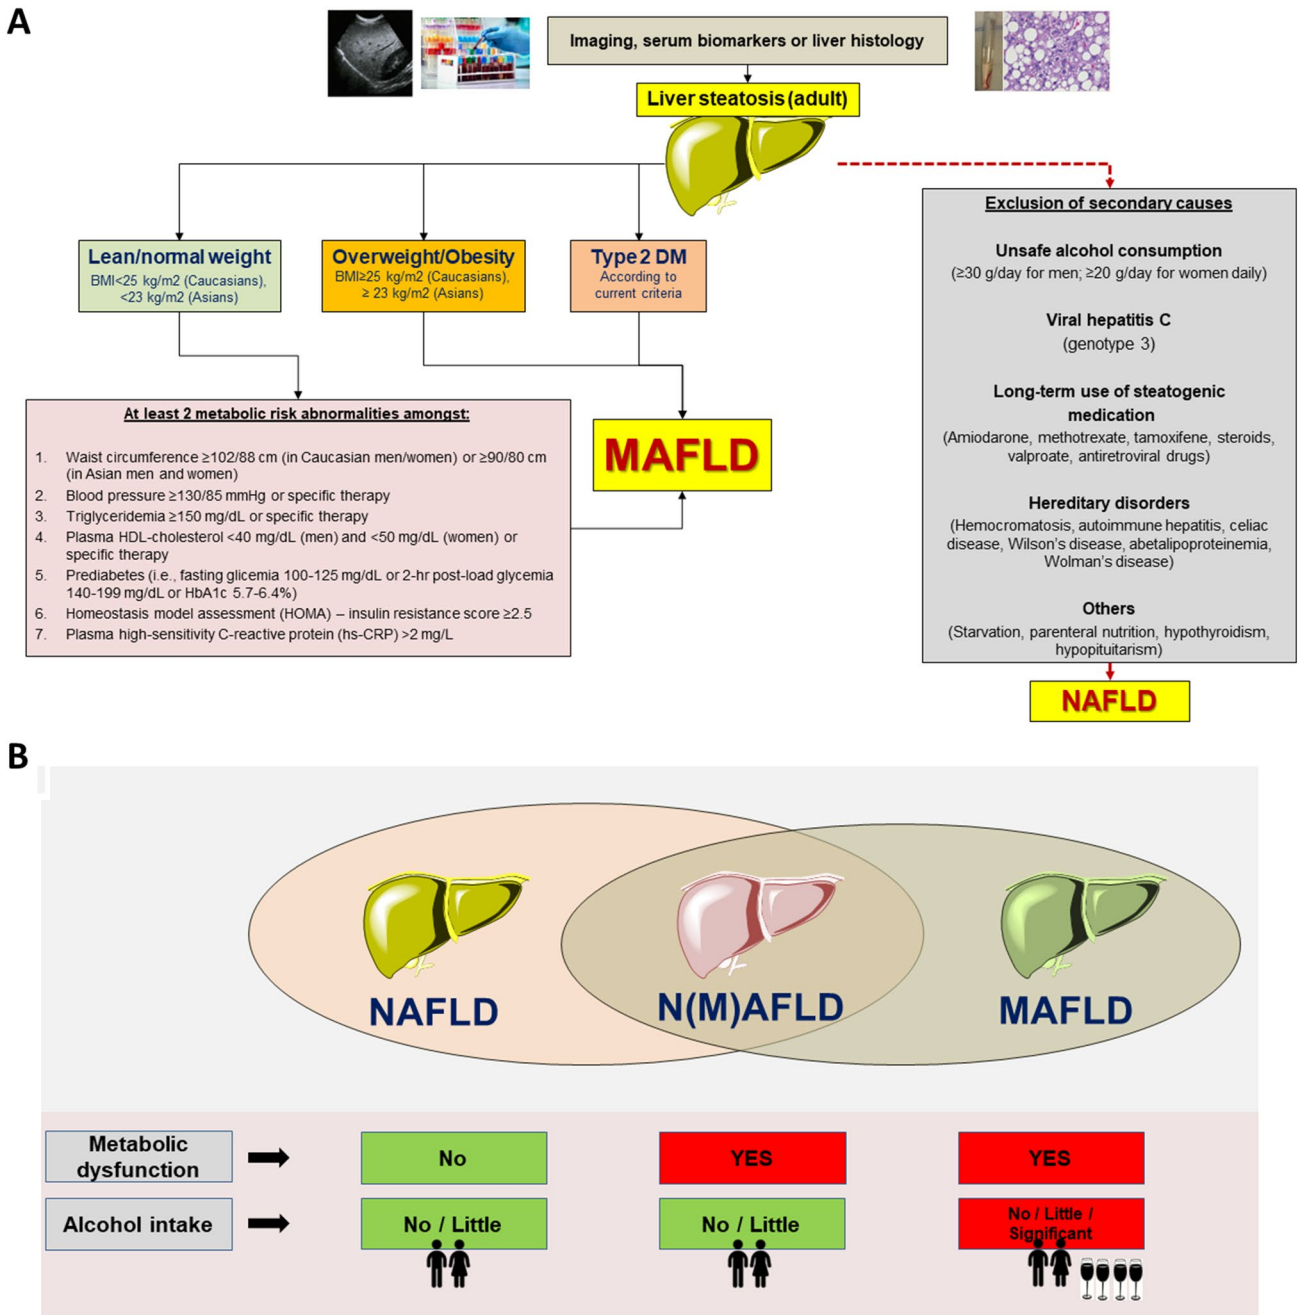 A
Imaging, serum biomarkers or liver histology
Liver steatosis (adult)
Lean/normal weight
BMI<25 kg/m2 (Caucasians),
<23 kg/m2 (Asians)
Overweight/Obesity
BMI≥25 kg/m2 (Caucasians),
≥ 23 kg/m2 (Asians)
Type 2 DM
According to
current criteria
At least 2 metabolic risk abnormalities amongst:
1. Waist circumference ≥102/88 cm (in Caucasian men/women) or ≥90/80 cm
(in Asian men and women)
2. Blood pressure ≥130/85 mmHg or specific therapy
3. Triglyceridemia ≥150 mg/dL or specific therapy
4. Plasma HDL-cholesterol <40 mg/dL (men) and <50 mg/dL (women) or
specific therapy
5. Prediabetes (i.e., fasting glicemia 100-125 mg/dL or 2-hr post-load glycemia
140-199 mg/dL or HbA1c 5.7-6.4%)
6. Homeostasis model assessment (HOMA) – insulin resistance score ≥2.5
7. Plasma high-sensitivity C-reactive protein (hs-CRP) >2 mg/L
MAFLD
Exclusion of secondary causes
Unsafe alcohol consumption
(≥30 g/day for men; ≥20 g/day for women daily)
Viral hepatitis C
(genotype 3)
Long-term use of steatogenic
medication
(Amiodarone, methotrexate, tamoxifene, steroids,
valproate, antiretroviral drugs)
Hereditary disorders
(Hemocromatosis, autoimmune hepatitis, celiac
disease, Wilson's disease, abetalipoproteinemia,
Wolman's disease)
Others
(Starvation, parenteral nutrition, hypothyroidism,
hypopituitarism)
NAFLD
B
NAFLD
N(M)AFLD
MAFLD
Metabolic
dysfunction
No
YES
YES
Alcohol intake
No / Little
No / Little
No / Little /
Significant